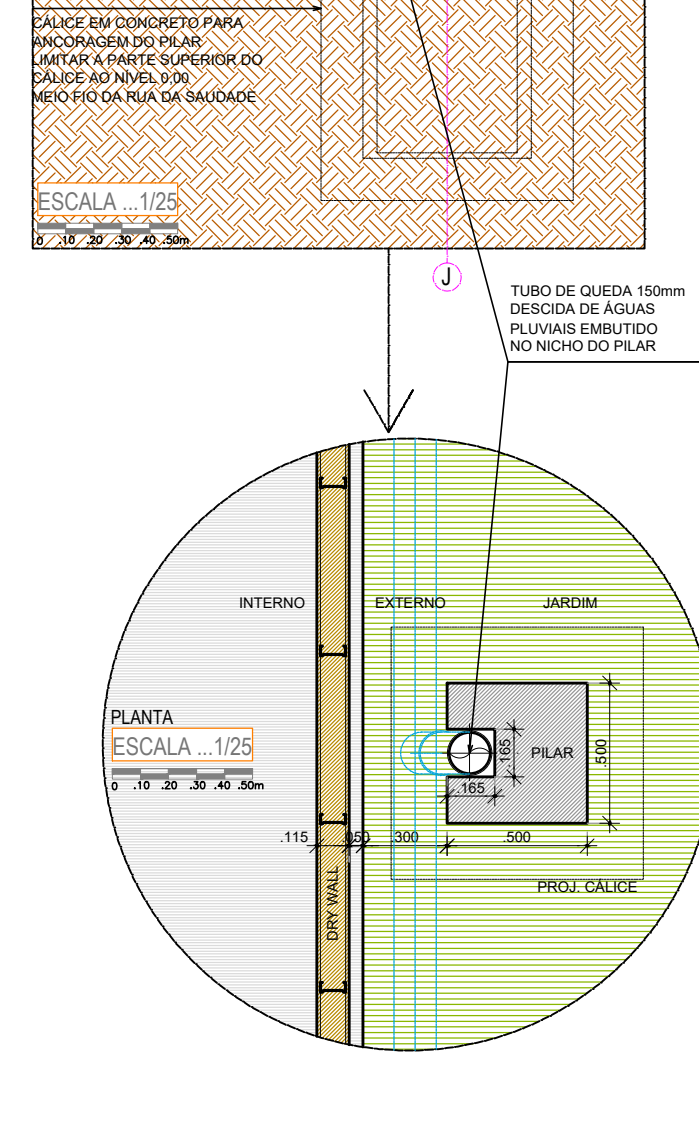 CÁLICE EM CONCRETO PARA
ANCORAGEM DO PILAR
LIMITAR A PARTE SUPERIOR DO
CÁLICE AO NÍVEL 0,00
MEIO FIO DA RUA DA SAUDADE
ESCALA ...1/25
0 .10 .20 .30 .40 .50m
J
TUBO DE QUEDA 150mm
DESCIDA DE ÁGUAS
PLUVIAIS EMBUTIDO
NO NICHO DO PILAR
INTERNO
EXTERNO
JARDIM
PLANTA
ESCALA ...1/25
0 .10 .20 .30 .40 .50m
.165
PILAR
.500
.165
.115 .050 .300 .500
DRY WALL
PROJ. CÁLICE